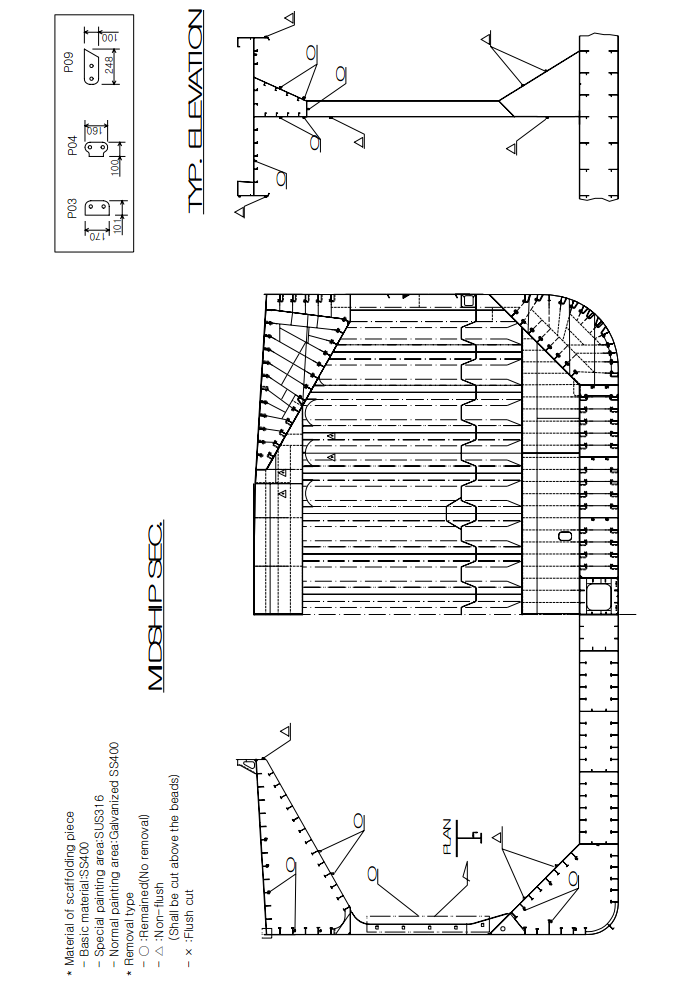 * Material of scaffolding piece
- Basic material:SS400
- Special painting area:SUS316
- Normal painting area:Galvanized SS400
* Removal type
- ○ :Remained(No removal)
- △ :Non-flush
(Shall be cut above the beads)
- × :Flush cut
P03
170
101
P04
160
100
P09
248
100
MIDSHIP SEC.
TYP. ELEVATION
PLAN